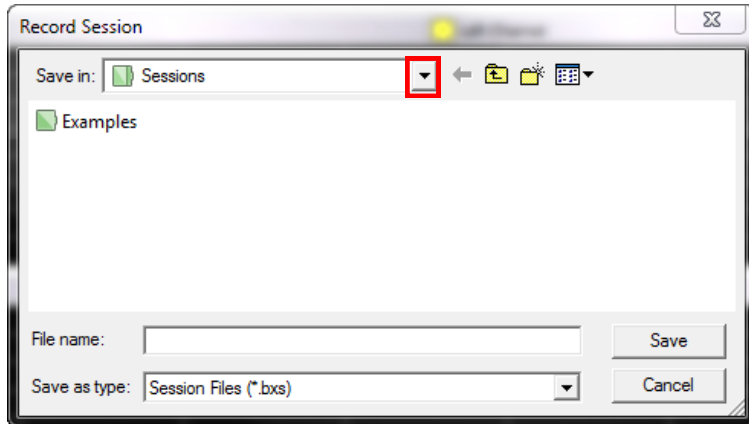 Record Session
Save in: Sessions
Examples
File name:
Save
Save as type: Session Files (*.bxs)
Cancel